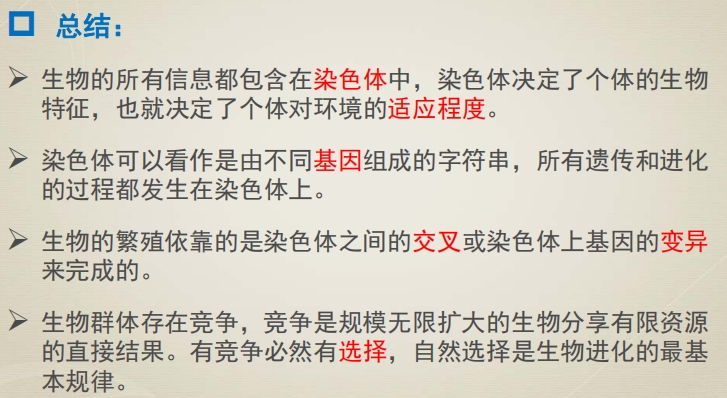 总结：
生物的所有信息都包含在染色体中，染色体决定了个体的生物
特征，也就决定了个体对环境的适应程度。
染色体可以看作是由不同基因组成的字符串，所有遗传和进化
的过程都发生在染色体上。
生物的繁殖依靠的是染色体之间的交叉或染色体上基因的变异
来完成的。
生物群体存在竞争，竞争是规模无限扩大的生物分享有限资源
的直接结果。有竞争必然有选择，自然选择是生物进化的最基
本规律。